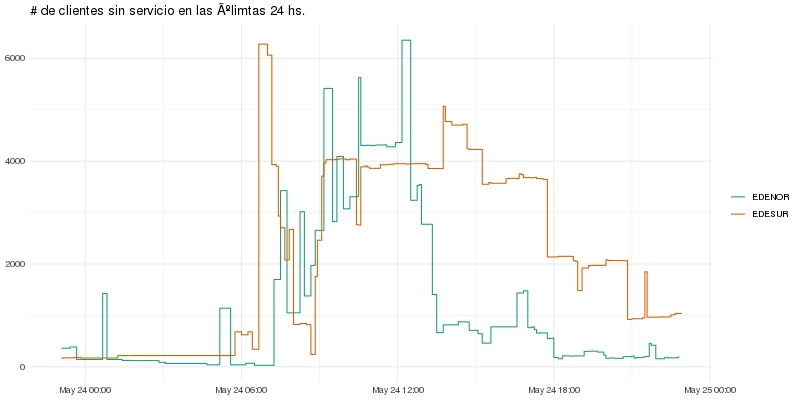 # de clientes sin servicio en las Ãºlimtas 24 hs.
6000
4000
2000
0
May 24 00:00
May 24 06:00
May 24 12:00
May 24 18:00
May 25 00:00
EDENOR
EDESUR